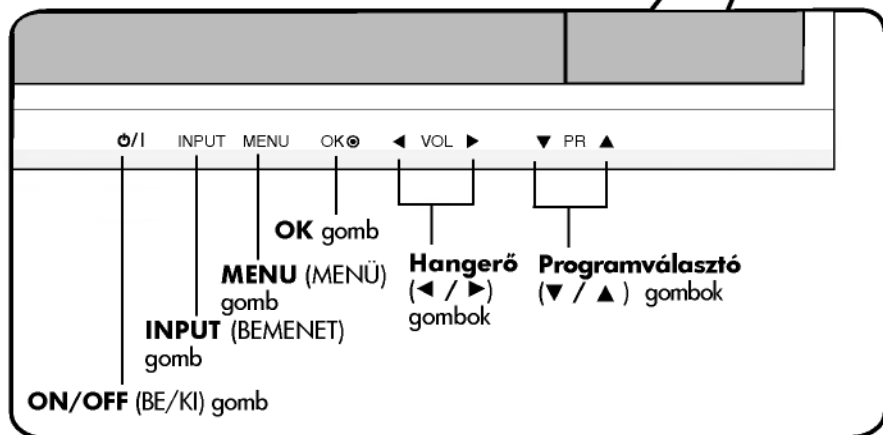 ⏻/I INPUT MENU OK◉ ◀ VOL ▶ ▼ PR ▲
OK gomb
MENU (MENÜ)
gomb
INPUT (BEMENET)
gomb
ON/OFF (BE/KI) gomb
Hangerő
(◀ / ▶)
gombok
Programválasztó
(▼ / ▲ ) gombok